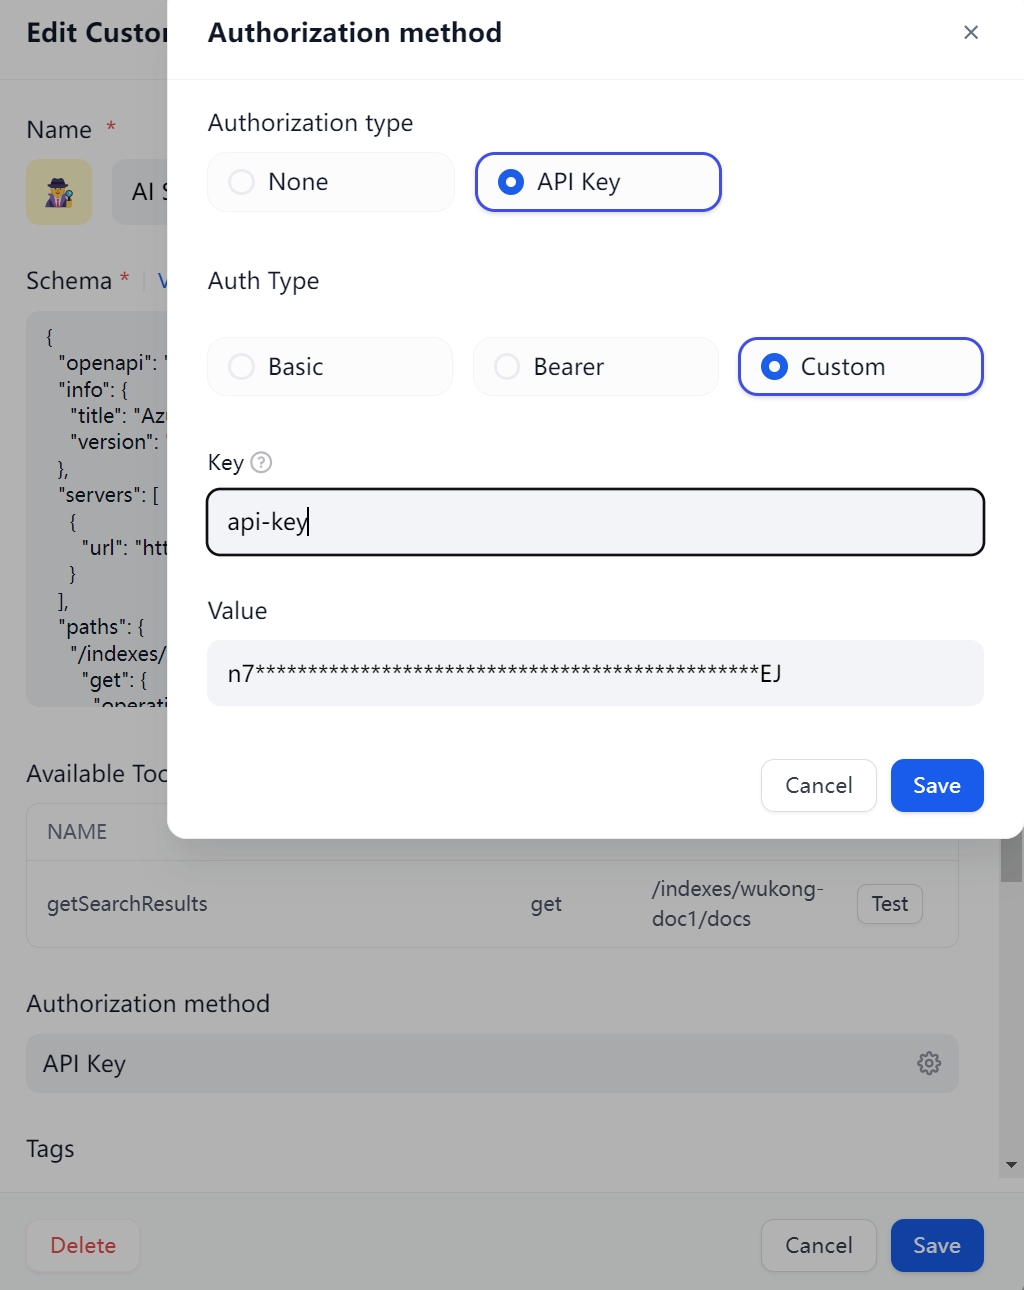 Edit Custor
Authorization method
Authorization type
None
API Key
Auth Type
Basic
Bearer
Custom
Key
api-key
Value
n7************************************************EJ
Cancel
Save
Name *
AI S
Schema *
{
"openapi": "
"info": {
"title": "Az
"version": "
},
"servers": [
{
"url": "htt
}
],
"paths": {
"/indexes/
"get": {
"operati
Available Too
NAME
getSearchResults
get
/indexes/wukong-
doc1/docs
Test
Authorization method
API Key
Tags
Delete
Cancel
Save